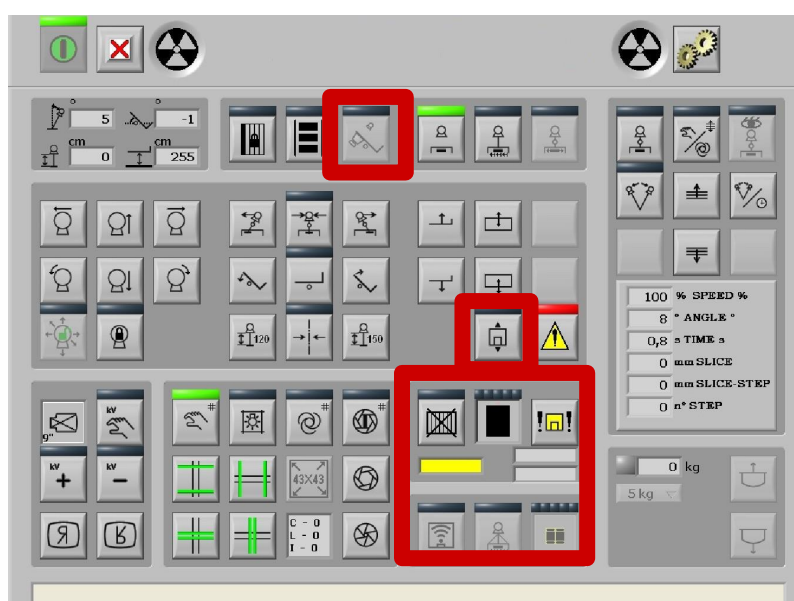 ° °
5 -1
cm cm
0 255
120 150
100 % SPEED %
8 ° ANGLE °
0,8 s TIME s
0 mm SLICE
0 mm SLICE-STEP
0 n° STEP
9" kV # # #
kV + kV - 43X43
C - 0
L - 0
I - 0
Я K
! !
0 kg
5 kg